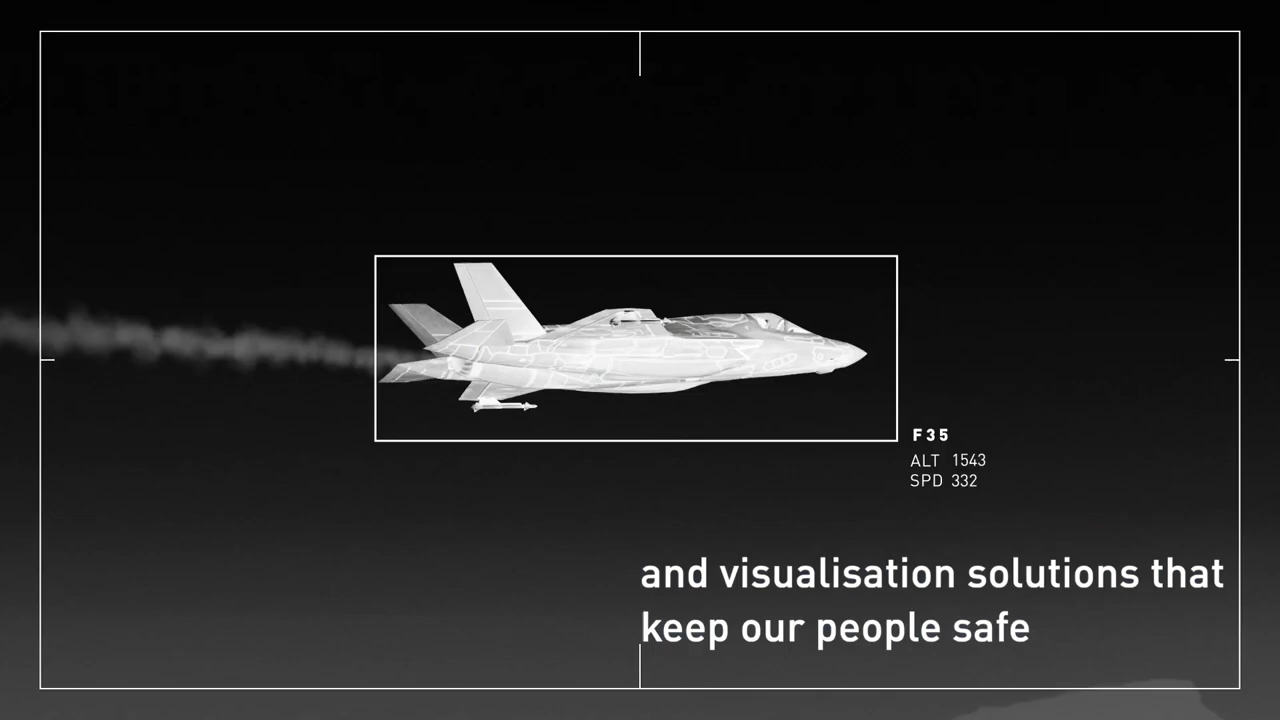 F35
ALT 1543
SPD 332
and visualisation solutions that
keep our people safe